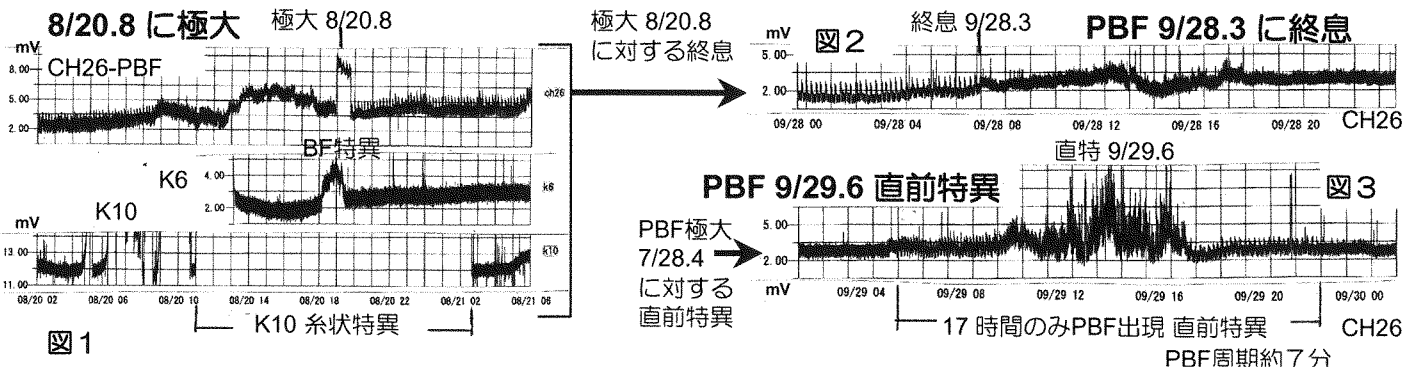 8/20.8 に極大
極大 8/20.8
mV
8.00
CH26-PBF
5.00
2.00
ch26
BF特異
K6
4.00
2.00
k6
K10
mV
13.00
11.00
k10
08/20 02 08/20 06 08/20 10 08/20 14 08/20 18 08/20 22 08/21 02 08/21 06
K10 糸状特異
図1
極大 8/20.8
に対する終息
mV
図2
終息 9/28.3
PBF 9/28.3 に終息
5.00
2.00
09/28 00 09/28 04 09/28 08 09/28 12 09/28 16 09/28 20
CH26
直特 9/29.6
PBF 9/29.6 直前特異
図3
PBF極大
7/28.4
に対する
直前特異
5.00
2.00
mV
09/29 04 09/29 08 09/29 12 09/29 16 09/29 20 09/30 00
17 時間のみPBF出現 直前特異
CH26
PBF周期約7分